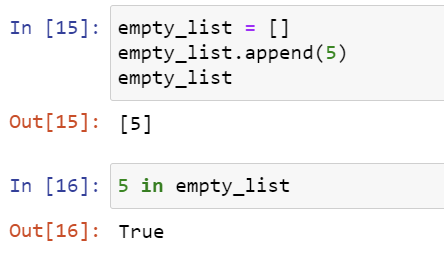 In [15]: empty_list = []
empty_list.append(5)
empty_list
Out[15]: [5]
In [16]: 5 in empty_list
Out[16]: True